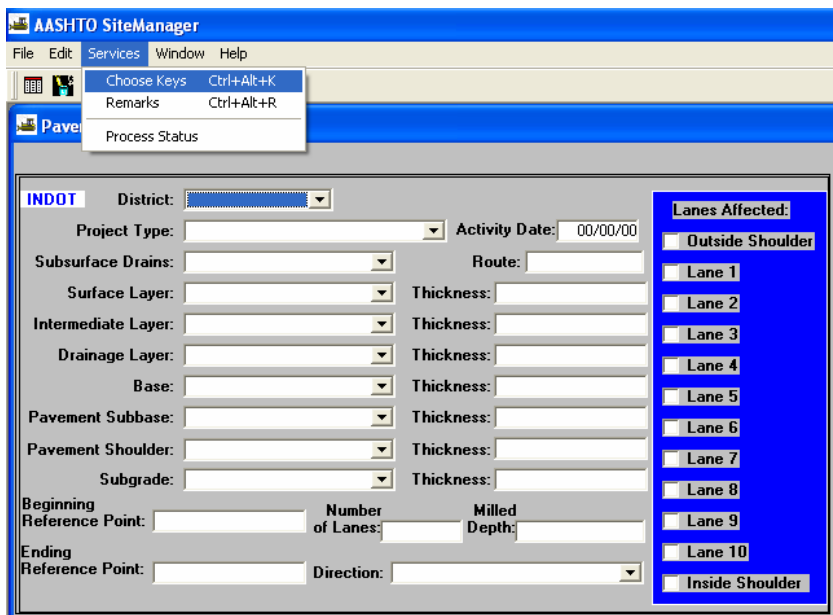 AASHTO SiteManager
File Edit Services Window Help
Choose Keys Ctrl+Alt+K
Remarks Ctrl+Alt+R
Process Status
Pave
INDOT District:
Project Type: Activity Date: 00/00/00
Subsurface Drains: Route:
Surface Layer: Thickness:
Intermediate Layer: Thickness:
Drainage Layer: Thickness:
Base: Thickness:
Pavement Subbase: Thickness:
Pavement Shoulder: Thickness:
Subgrade: Thickness:
Beginning
Reference Point: Number
of Lanes: Milled
Depth:
Ending
Reference Point: Direction:
Lanes Affected:
Outside Shoulder
Lane 1
Lane 2
Lane 3
Lane 4
Lane 5
Lane 6
Lane 7
Lane 8
Lane 9
Lane 10
Inside Shoulder